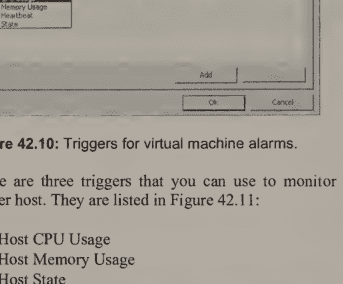 Memory Usage
Heartbeat
State
Add
Ok
Cancel
re 42.10: Triggers for virtual machine alarms.
e are three triggers that you can use to monitor
er host. They are listed in Figure 42.11:
Host CPU Usage
Host Memory Usage
Host State